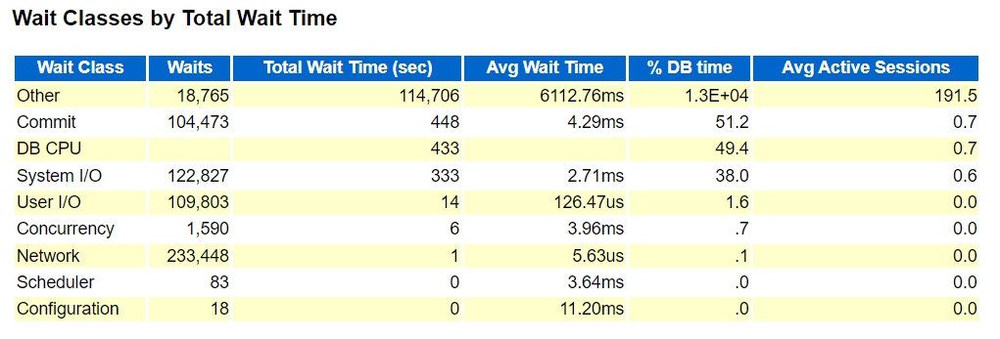 Wait Classes by Total Wait Time
Wait Class Waits Total Wait Time (sec) Avg Wait Time % DB time Avg Active Sessions
Other 18,765 114,706 6112.76ms 1.3E+04 191.5
Commit 104,473 448 4.29ms 51.2 0.7
DB CPU 433 49.4 0.7
System I/O 122,827 333 2.71ms 38.0 0.6
User I/O 109,803 14 126.47us 1.6 0.0
Concurrency 1,590 6 3.96ms .7 0.0
Network 233,448 1 5.63us .1 0.0
Scheduler 83 0 3.64ms .0 0.0
Configuration 18 0 11.20ms .0 0.0